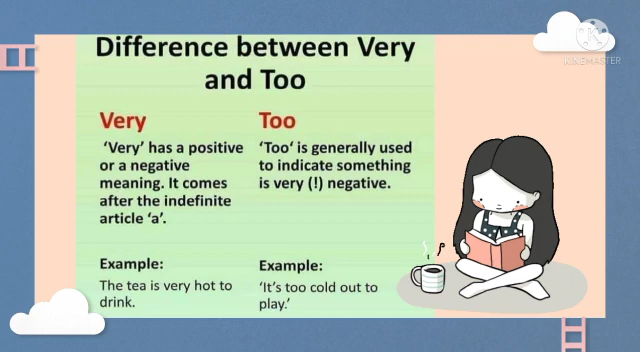 Difference between Very
and Too
Very
'Very' has a positive
or a negative
meaning. It comes
after the indefinite
article 'a'.
Example:
The tea is very hot to
drink.
Too
'Too' is generally used
to indicate something
is very (!) negative.
Example:
'It's too cold out to
play.'
K
KINEMASTER